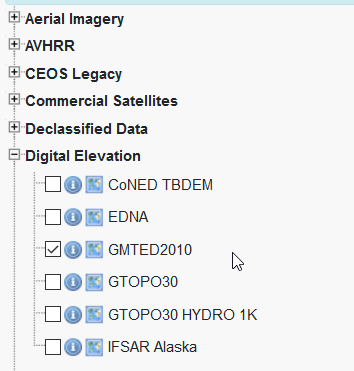 Aerial Imagery
AVHRR
CEOS Legacy
Commercial Satellites
Declassified Data
Digital Elevation
CoNED TBDEM
EDNA
GMTED2010
GTOPO30
GTOPO30 HYDRO 1K
IFSAR Alaska